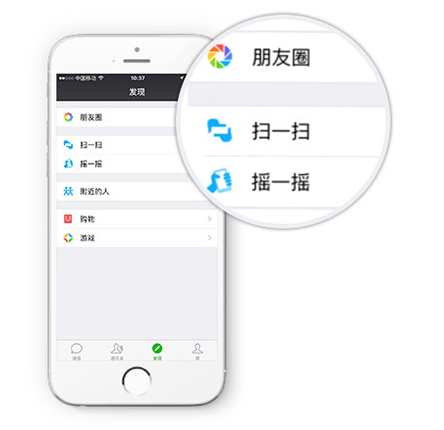 中国移动 10:37
发现
朋友圈
扫一扫
摇一摇
附近的人
购物
游戏
微信 通讯录 发现 我
朋友圈
扫一扫
摇一摇